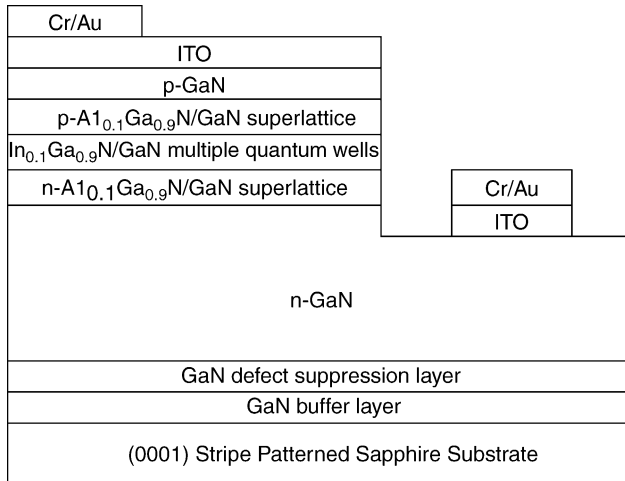 Cr/Au
ITO
p-GaN
p-A1₀.₁Ga₀.₉N/GaN superlattice
In₀.₁Ga₀.₉N/GaN multiple quantum wells
n-A1₀.₁Ga₀.₉N/GaN superlattice
Cr/Au
ITO
n-GaN
GaN defect suppression layer
GaN buffer layer
(0001) Stripe Patterned Sapphire Substrate